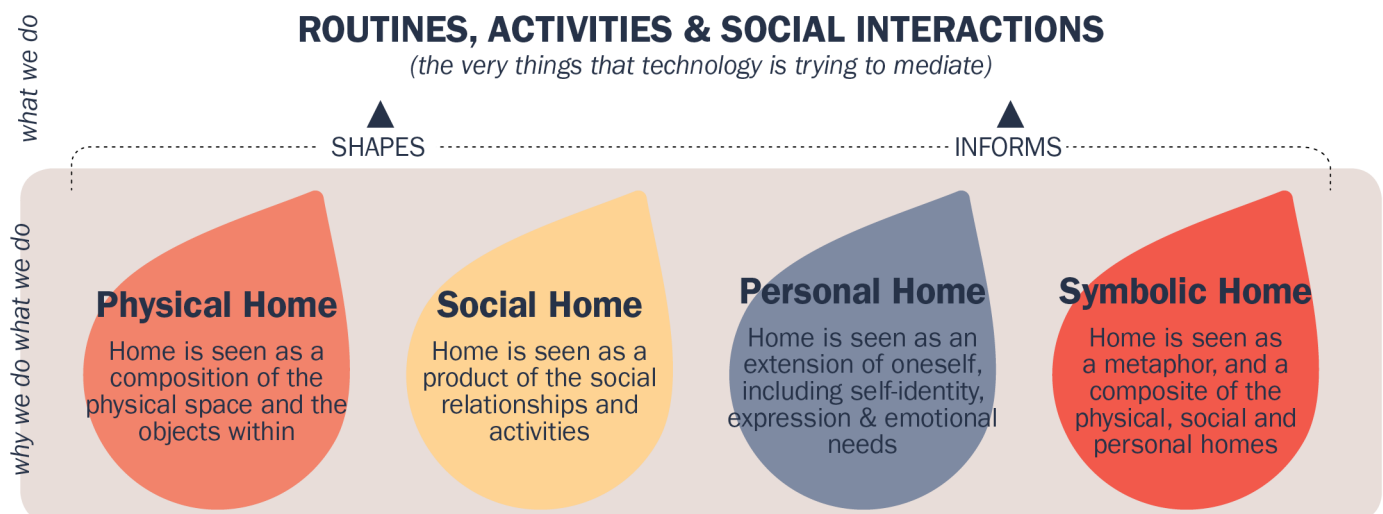 what we do
ROUTINES, ACTIVITIES & SOCIAL INTERACTIONS
(the very things that technology is trying to mediate)
SHAPES
INFORMS
why we do what we do
Physical Home
Home is seen as a
composition of the
physical space and the
objects within
Social Home
Home is seen as a
product of the social
relationships and
activities
Personal Home
Home is seen as an
extension of oneself,
including self-identity,
expression & emotional
needs
Symbolic Home
Home is seen as
a metaphor, and a
composite of the
physical, social and
personal homes